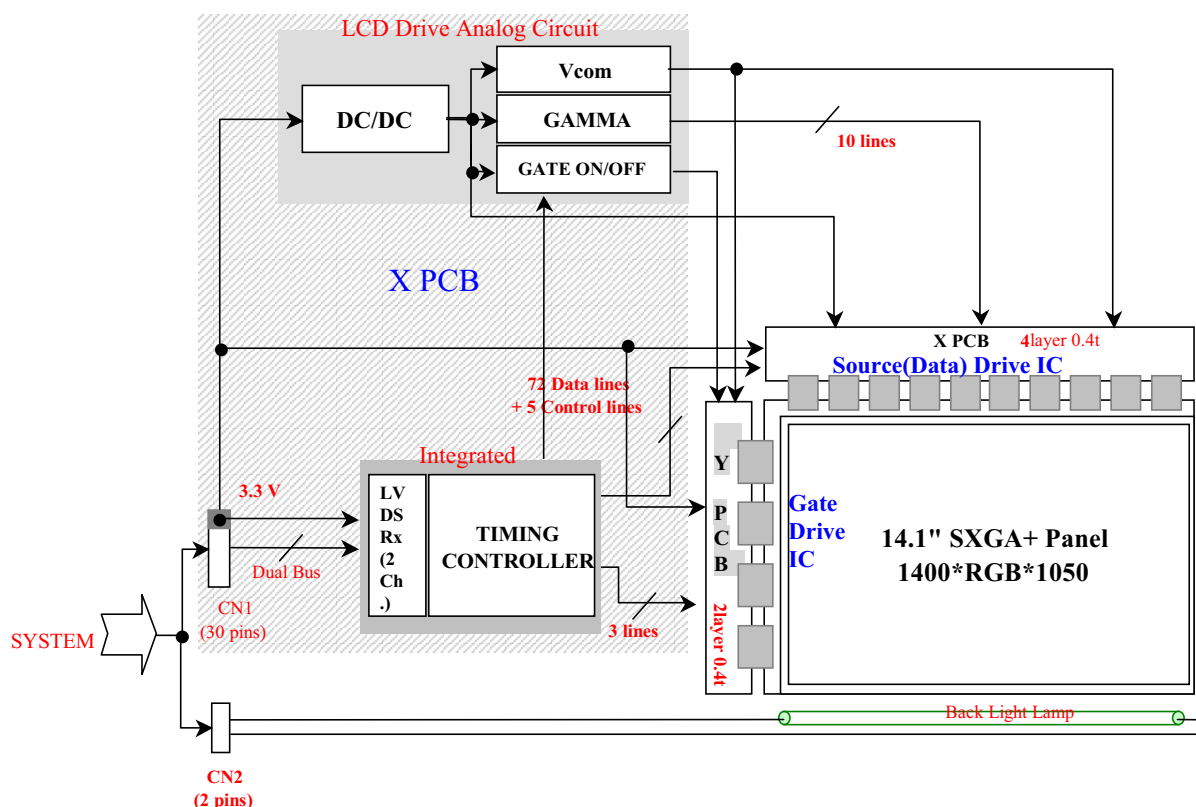 LCD Drive Analog Circuit
Vcom
DC/DC
GAMMA
10 lines
GATE ON/OFF
X PCB
X PCB 4layer 0.4t
Source(Data) Drive IC
72 Data lines
+ 5 Control lines
Integrated
3.3 V
LV
DS
Rx
(2
Ch
.)
TIMING
CONTROLLER
Dual Bus
CN1
(30 pins)
3 lines
SYSTEM
Y
P
C
B
2layer 0.4t
Gate
Drive
IC
14.1" SXGA+ Panel
1400*RGB*1050
Back Light Lamp
CN2
(2 pins)